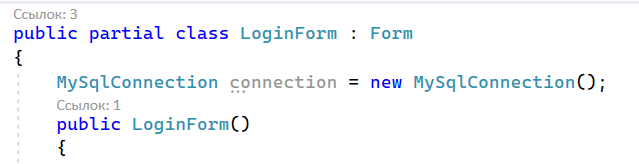 Ссылок: 3
public partial class LoginForm : Form
{
MySqlConnection connection = new MySqlConnection();
Ссылок: 1
public LoginForm()
{